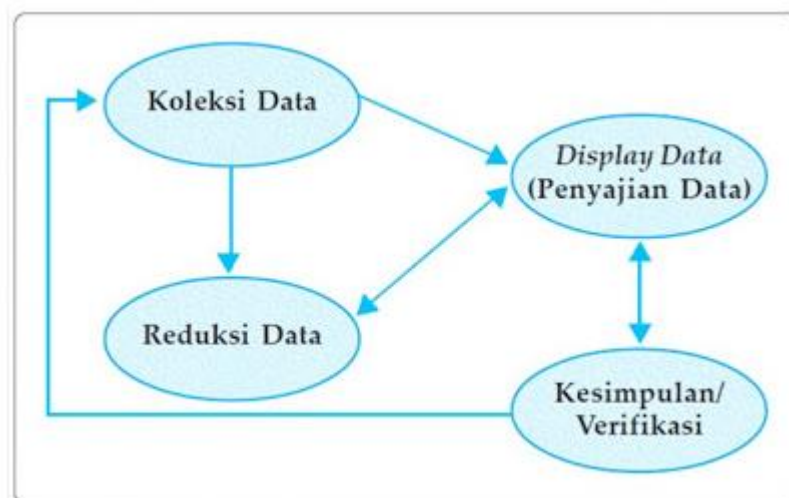 Koleksi Data
Display Data
(Penyajian Data)
Reduksi Data
Kesimpulan/
Verifikasi